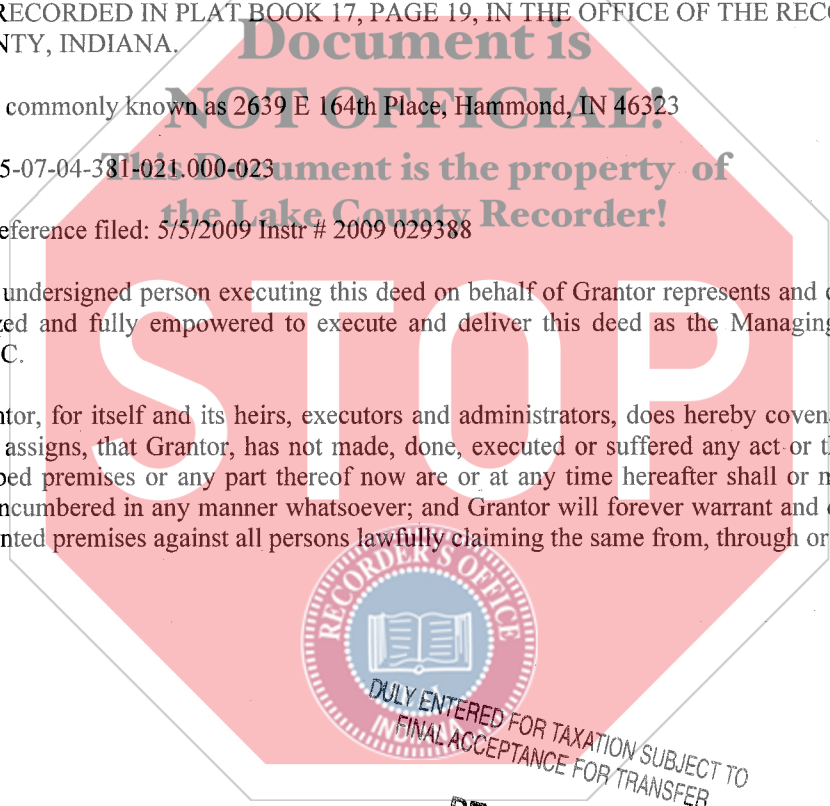 RECORDED IN PLAT BOOK 17, PAGE 19, IN THE OFFICE OF THE RECO
NTY, INDIANA.
Document is
NOT OFFICIAL!
commonly known as 2639 E 164th Place, Hammond, IN 46323
This Document is the property of
5-07-04-381-021.000-023
the Lake County Recorder!
eference filed: 5/5/2009 Instr # 2009 029388
undersigned person executing this deed on behalf of Grantor represents and
zed and fully empowered to execute and deliver this deed as the Managing
C.
STOP
ntor, for itself and its heirs, executors and administrators, does hereby coven
assigns, that Grantor, has not made, done, executed or suffered any act or t
bed premises or any part thereof now are or at any time hereafter shall or m
ncumbered in any manner whatsoever; and Grantor will forever warrant and
nted premises against all persons lawfully claiming the same from, through or
RECORDER'S OFFICE
INDIANA
DULY ENTERED FOR TAXATION SUBJECT TO
FINAL ACCEPTANCE FOR TRANSFER